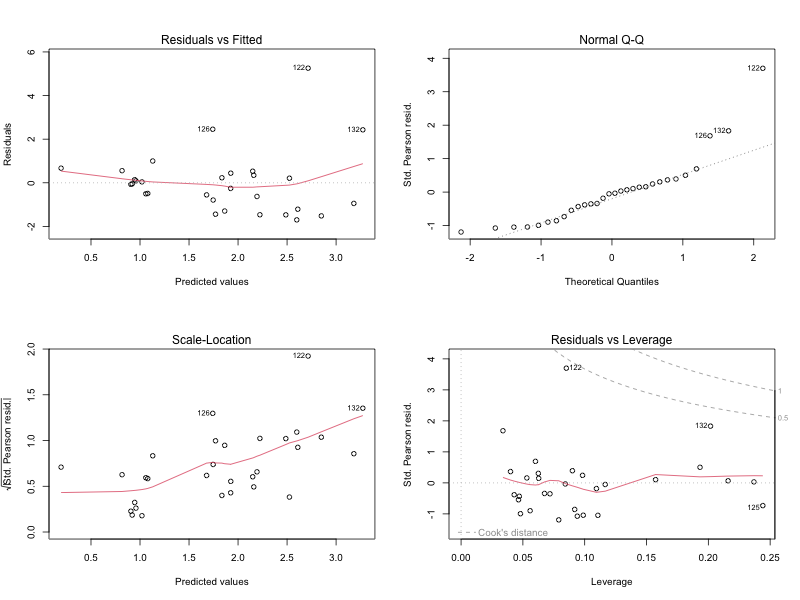 Residuals vs Fitted
Residuals
-2
0
2
4
6
122
126
132
0.5 1.0 1.5 2.0 2.5 3.0
Predicted values
Normal Q-Q
Std. Pearson resid.
-1
0
1
2
3
4
122
132
126
-2 -1 0 1 2
Theoretical Quantiles
Scale-Location
√|Std. Pearson resid.|
0.0
0.5
1.0
1.5
2.0
122
126
132
0.5 1.0 1.5 2.0 2.5 3.0
Predicted values
Residuals vs Leverage
Std. Pearson resid.
-1
0
1
2
3
4
122
132
125
1
0.5
Cook's distance
0.00 0.05 0.10 0.15 0.20 0.25
Leverage